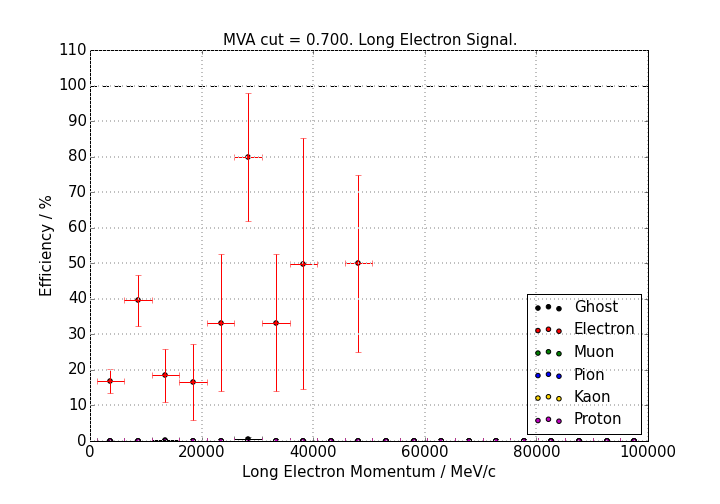 MVA cut = 0.700. Long Electron Signal.
110
100
90
80
70
60
50
40
30
20
10
0
Efficiency / %
Ghost
Electron
Muon
Pion
Kaon
Proton
0 20000 40000 60000 80000 100000
Long Electron Momentum / MeV/c